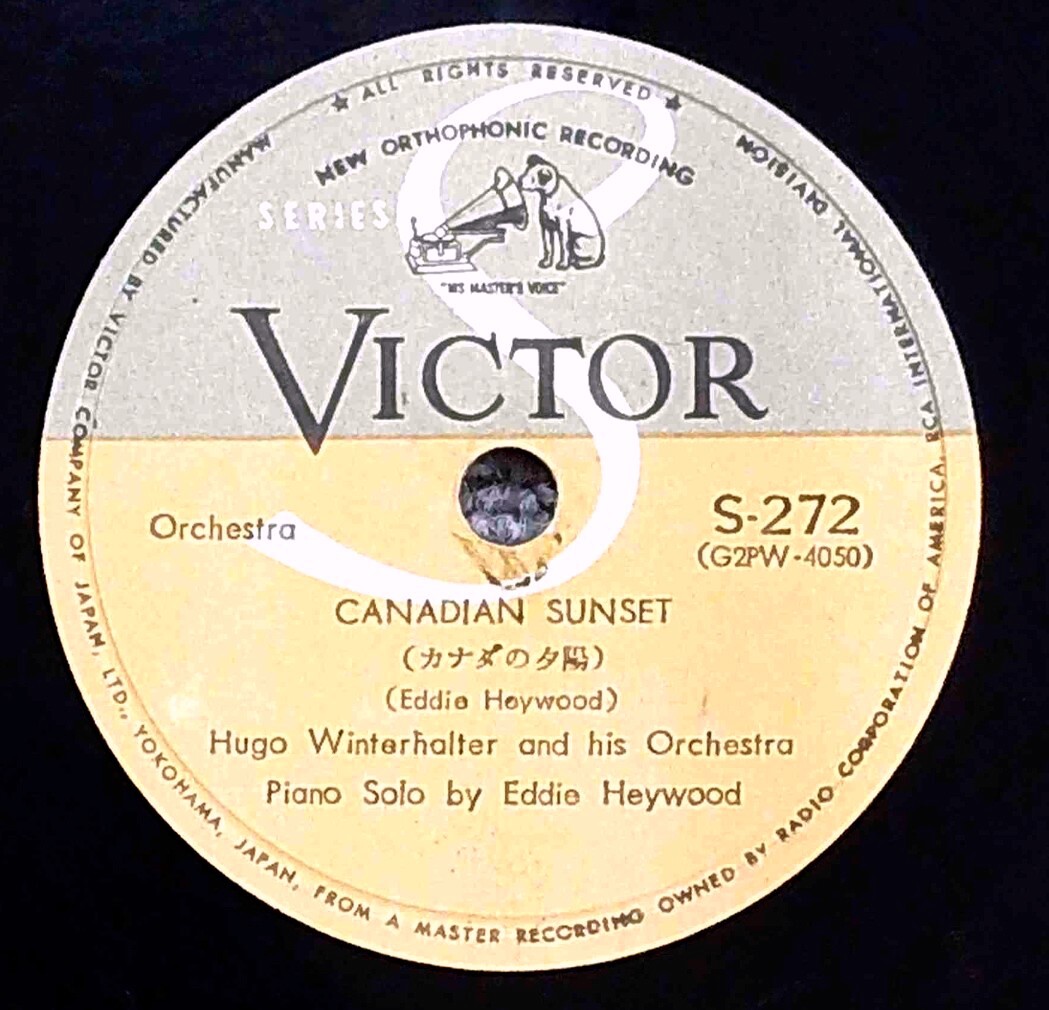 ★ ALL RIGHTS RESERVED ★
MANUFACTURED BY VICTOR COMPANY OF JAPAN, LTD., YOKOHAMA, JAPAN, FROM A MASTER RECORDING OWNED BY RADIO CORPORATION OF AMERICA, RCA INTERNATIONAL DIVISION
NEW ORTHOPHONIC RECORDING
SERIES S
"HIS MASTER'S VOICE"
VICTOR
Orchestra
S-272
(G2PW-4050)
CANADIAN SUNSET
(カナダの夕陽)
(Eddie Heywood)
Hugo Winterhalter and his Orchestra
Piano Solo by Eddie Heywood